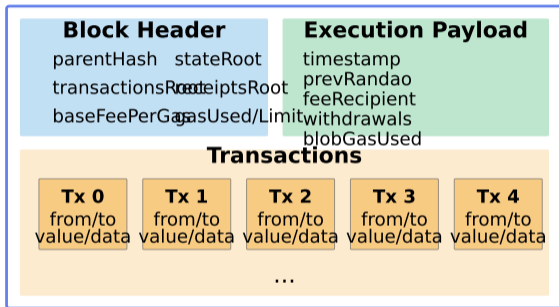 Block Header
parentHash stateRoot
transactionsRoot receiptsRoot
baseFeePerGas gasUsed/Limit
Execution Payload
timestamp
prevRandao
feeRecipient
withdrawals
blobGasUsed
Transactions
Tx 0
from/to
value/data
Tx 1
from/to
value/data
Tx 2
from/to
value/data
Tx 3
from/to
value/data
Tx 4
from/to
value/data
...